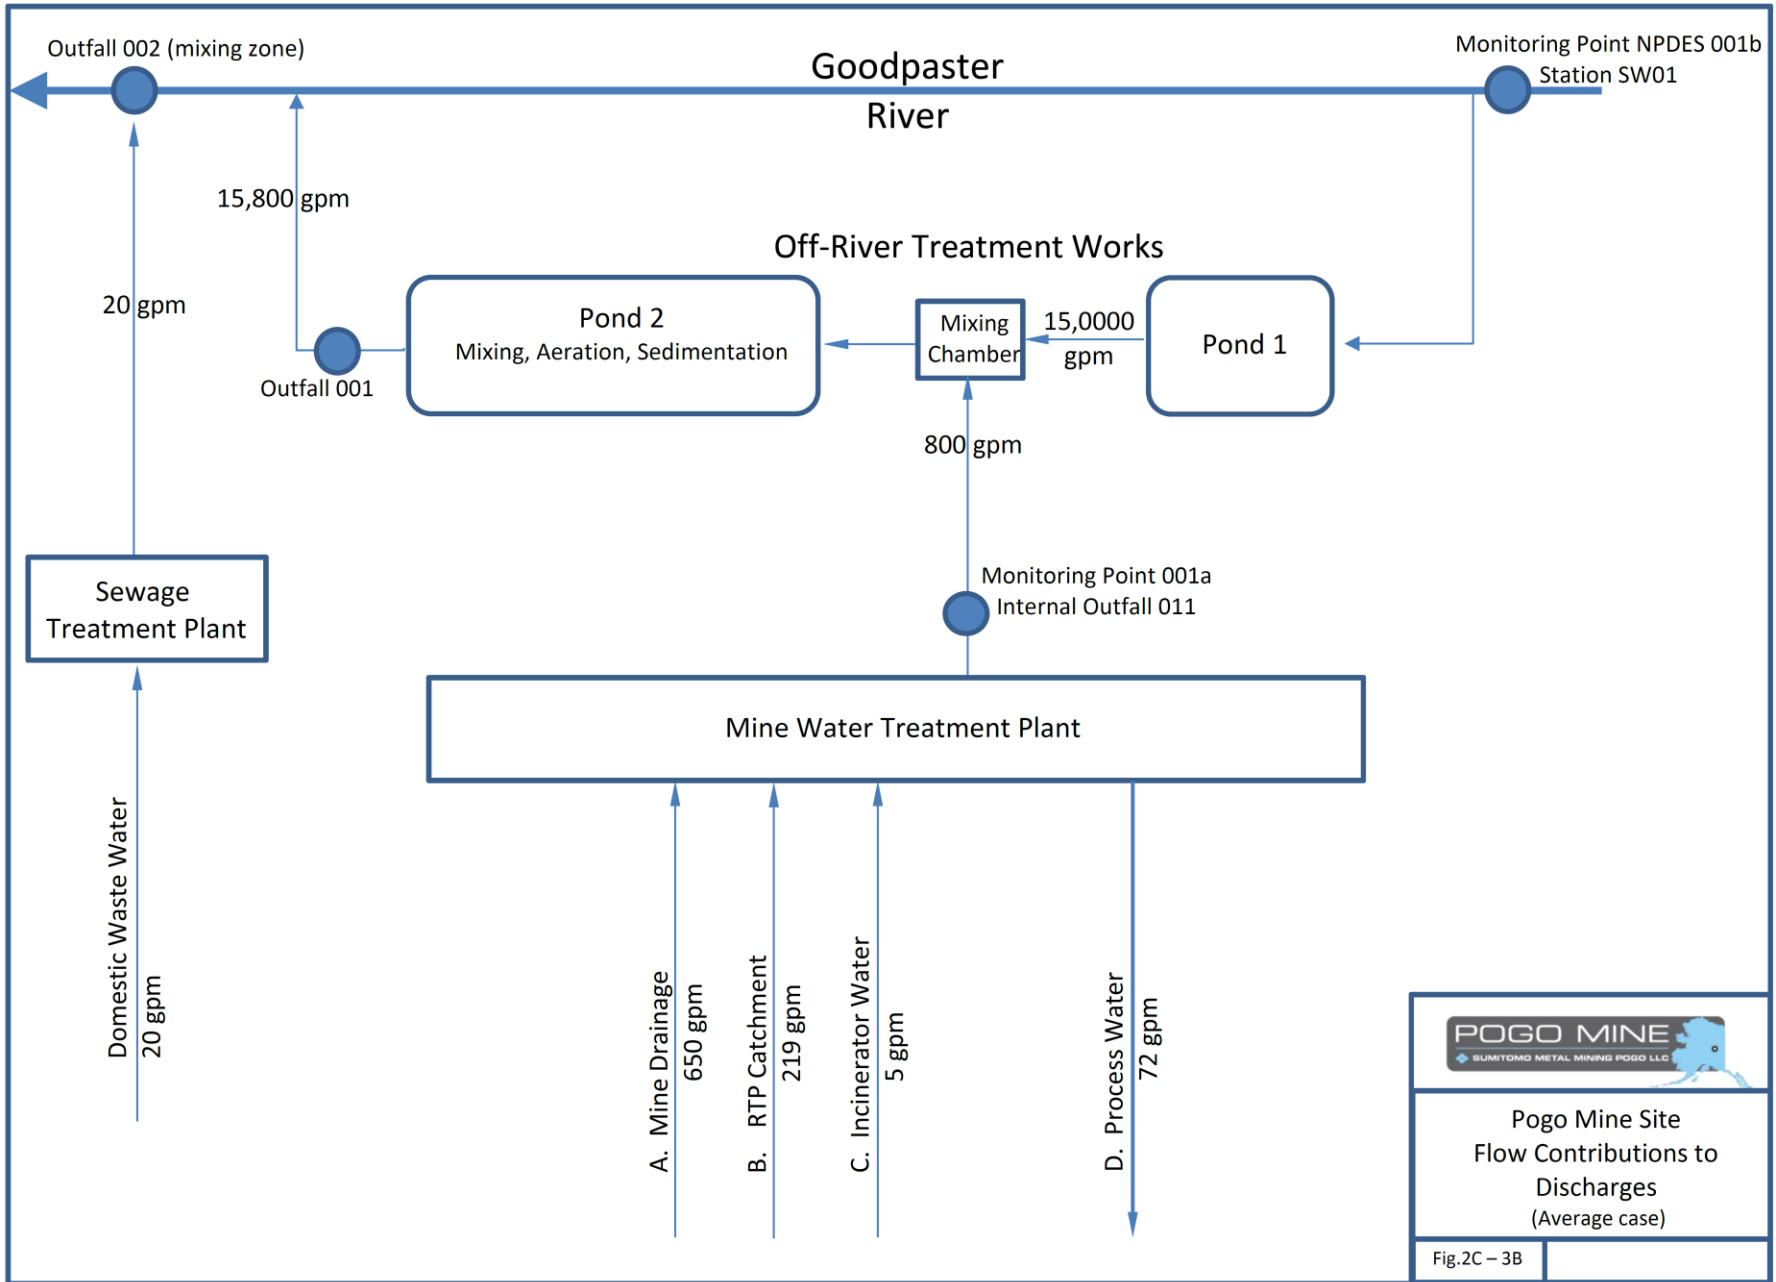 Outfall 002 (mixing zone)
Goodpaster
River
Monitoring Point NPDES 001b
Station SW01
15,800 gpm
20 gpm
Off-River Treatment Works
Pond 2
Mixing, Aeration, Sedimentation
Mixing
Chamber
15,0000
gpm
Pond 1
Outfall 001
800 gpm
Sewage
Treatment Plant
Monitoring Point 001a
Internal Outfall 011
Mine Water Treatment Plant
Domestic Waste Water
20 gpm
A. Mine Drainage
650 gpm
B. RTP Catchment
219 gpm
C. Incinerator Water
5 gpm
D. Process Water
72 gpm
POGO MINE
SUMITOMO METAL MINING POGO LLC
Pogo Mine Site
Flow Contributions to
Discharges
(Average case)
Fig.2C – 3B